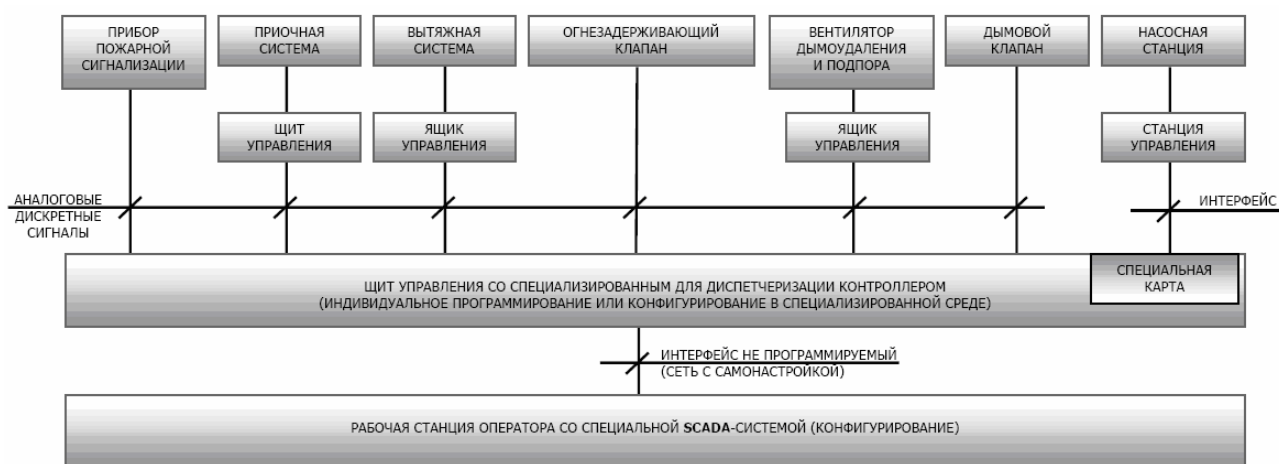 ПРИБОР
ПОЖАРНОЙ
СИГНАЛИЗАЦИИ
ПРИОЧНАЯ
СИСТЕМА
ВЫТЯЖНАЯ
СИСТЕМА
ОГНЕЗАДЕРЖИВАЮЩИЙ
КЛАПАН
ВЕНТИЛЯТОР
ДЫМОУДАЛЕНИЯ
И ПОДПОРА
ДЫМОВОЙ
КЛАПАН
НАСОСНАЯ
СТАНЦИЯ
ЩИТ
УПРАВЛЕНИЯ
ЯЩИК
УПРАВЛЕНИЯ
ЯЩИК
УПРАВЛЕНИЯ
СТАНЦИЯ
УПРАВЛЕНИЯ
АНАЛОГОВЫЕ
ДИСКРЕТНЫЕ
СИГНАЛЫ
ИНТЕРФЕЙС
ЩИТ УПРАВЛЕНИЯ СО СПЕЦИАЛИЗИРОВАННЫМ ДЛЯ ДИСПЕТЧЕРИЗАЦИИ КОНТРОЛЛЕРОМ
(ИНДИВИДУАЛЬНОЕ ПРОГРАММИРОВАНИЕ ИЛИ КОНФИГУРИРОВАНИЕ В СПЕЦИАЛИЗИРОВАННОЙ СРЕДЕ)
СПЕЦИАЛЬНАЯ
КАРТА
ИНТЕРФЕЙС НЕ ПРОГРАММИРУЕМЫЙ
(СЕТЬ С САМОНАСТРОЙКОЙ)
РАБОЧАЯ СТАНЦИЯ ОПЕРАТОРА СО СПЕЦИАЛЬНОЙ SCADA-СИСТЕМОЙ (КОНФИГУРИРОВАНИЕ)